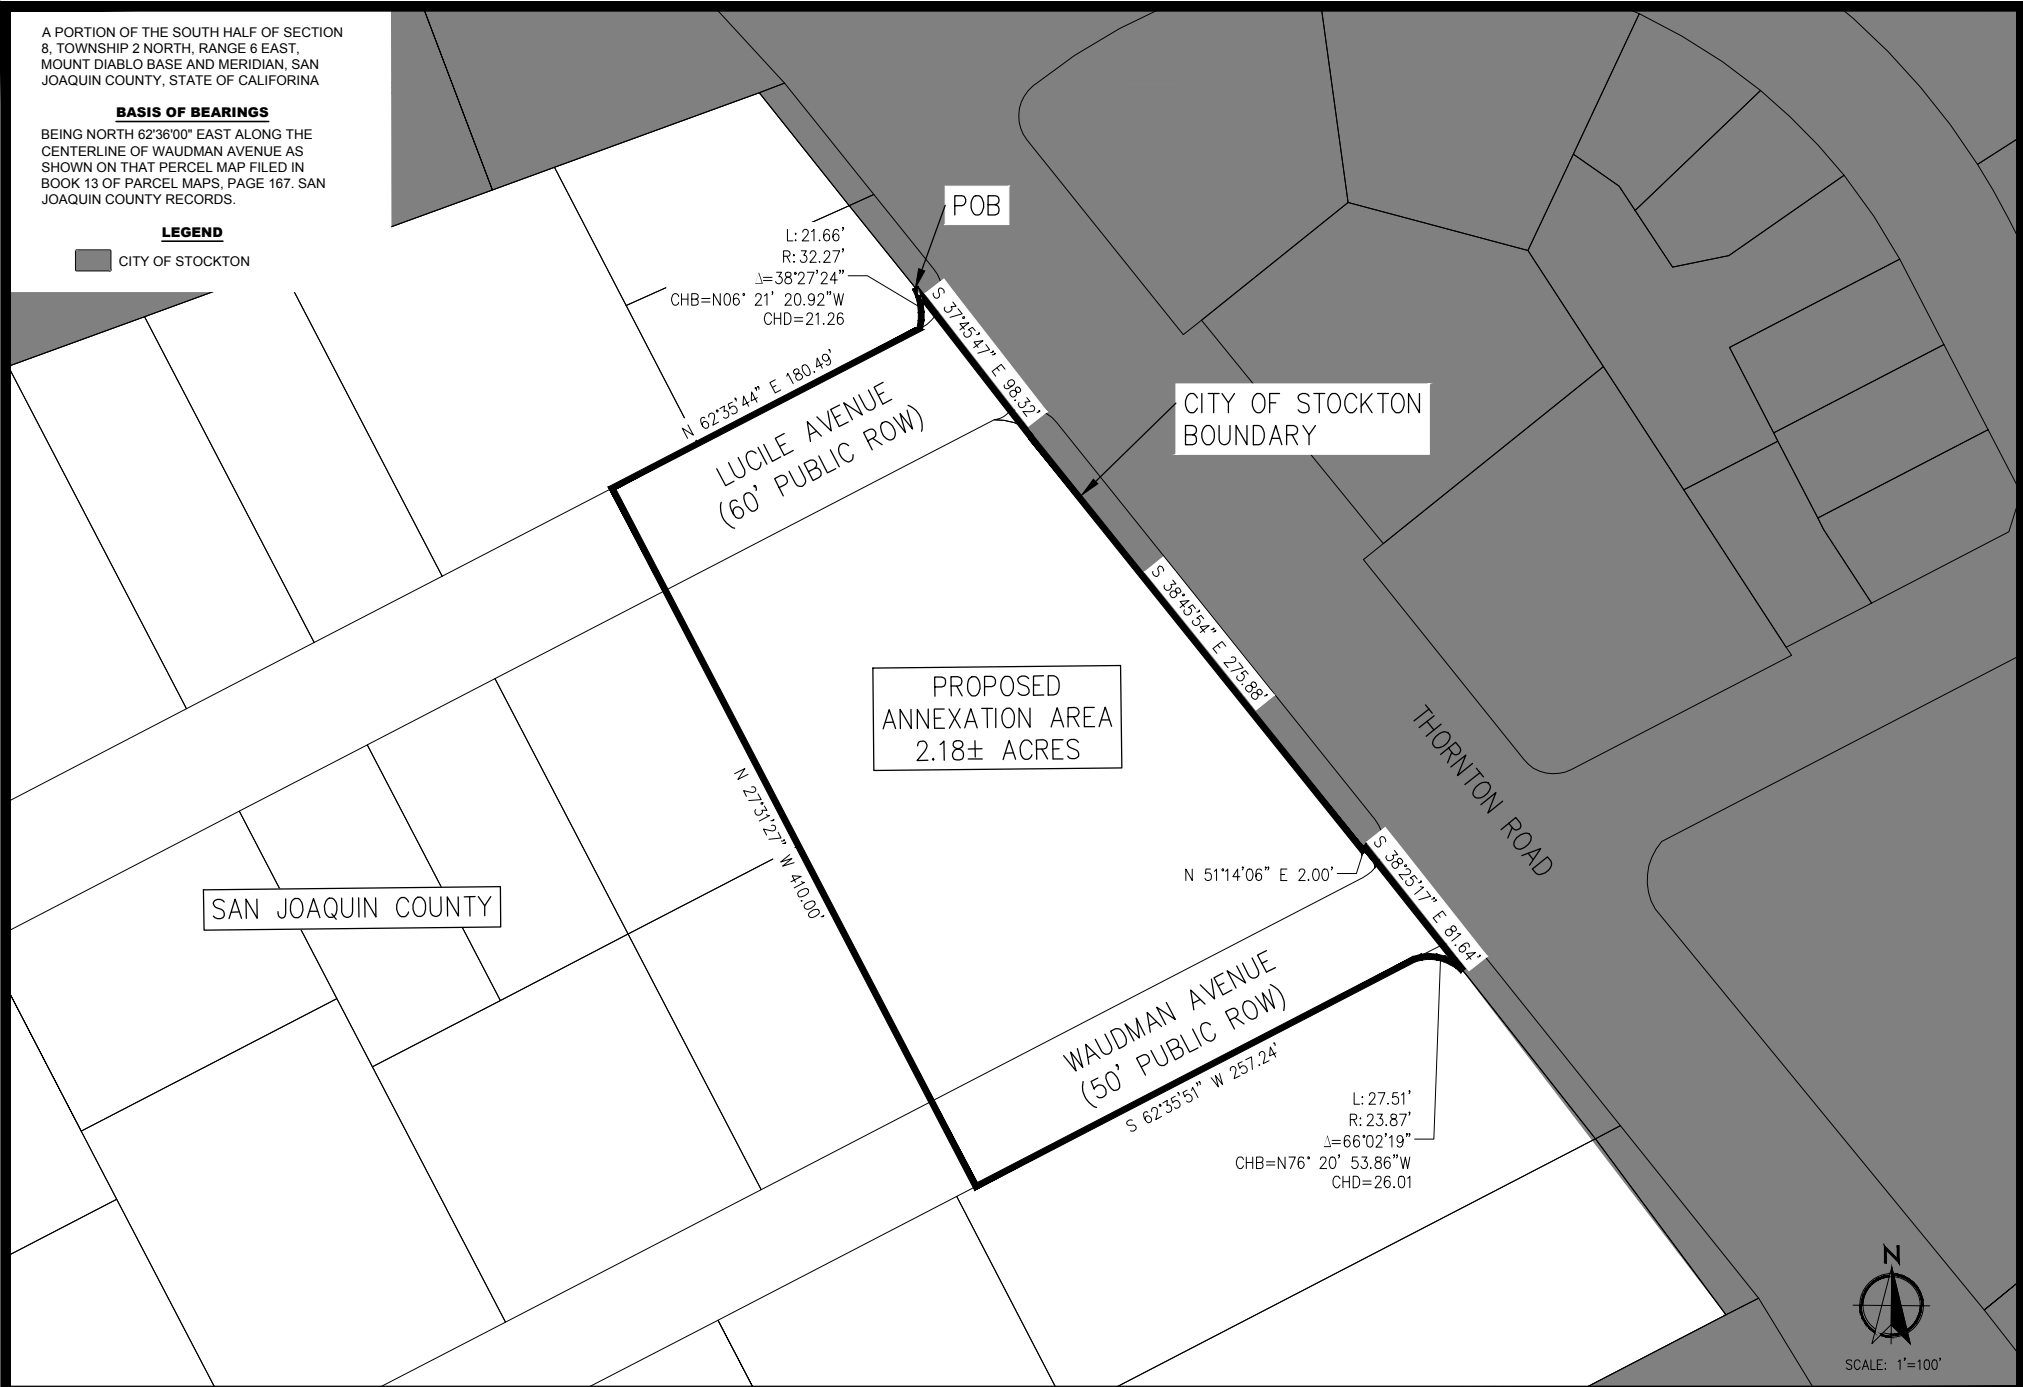 A PORTION OF THE SOUTH HALF OF SECTION
8, TOWNSHIP 2 NORTH, RANGE 6 EAST,
MOUNT DIABLO BASE AND MERIDIAN, SAN
JOAQUIN COUNTY, STATE OF CALIFORINA
BASIS OF BEARINGS
BEING NORTH 62'36'00" EAST ALONG THE
CENTERLINE OF WAUDMAN AVENUE AS
SHOWN ON THAT PERCEL MAP FILED IN
BOOK 13 OF PARCEL MAPS, PAGE 167. SAN
JOAQUIN COUNTY RECORDS.
LEGEND
CITY OF STOCKTON
POB
L: 21.66'
R: 32.27'
Δ=38°27'24"
CHB=N06° 21' 20.92"W
CHD=21.26
S 37°45'47" E 98.32'
N 62°35'44" E 180.49'
LUCILE AVENUE
(60' PUBLIC ROW)
CITY OF STOCKTON
BOUNDARY
S 38°45'54" E 275.88'
PROPOSED
ANNEXATION AREA
2.18± ACRES
THORNTON ROAD
N 27°31'27" W 410.00'
N 51°14'06" E 2.00'
S 38°25'17" E 81.64'
SAN JOAQUIN COUNTY
WAUDMAN AVENUE
(50' PUBLIC ROW)
S 62°35'51" W 257.24'
L: 27.51'
R: 23.87'
Δ=66°02'19"
CHB=N76° 20' 53.86"W
CHD=26.01
N
SCALE: 1'=100'